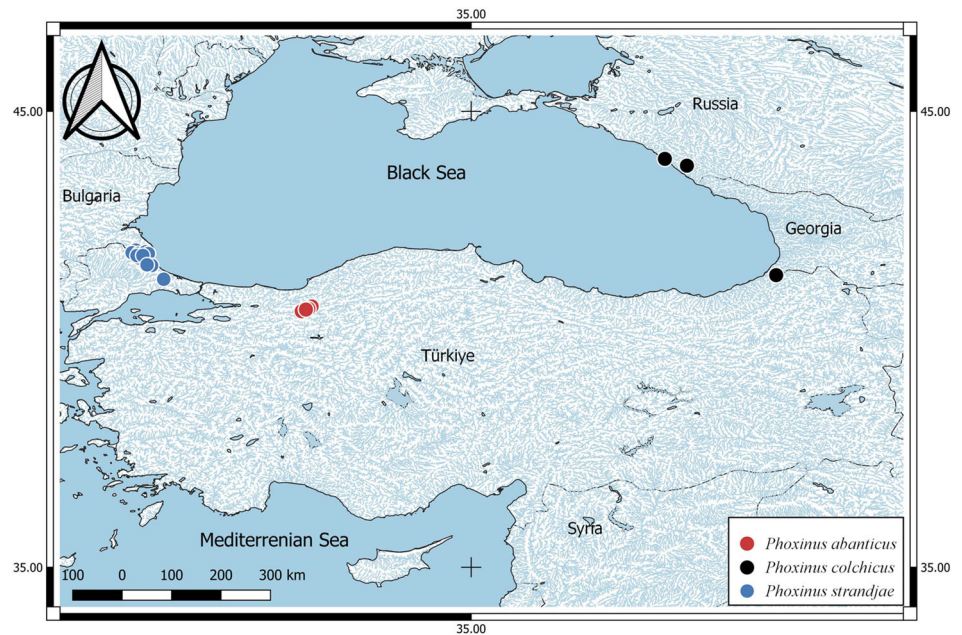 35.00
45.00
45.00
Russia
Black Sea
Bulgaria
Georgia
Türkiye
Mediterrenian Sea
Syria
35.00
35.00
100 0 100 200 300 km
Phoxinus abanticus
Phoxinus colchicus
Phoxinus strandjae
35.00